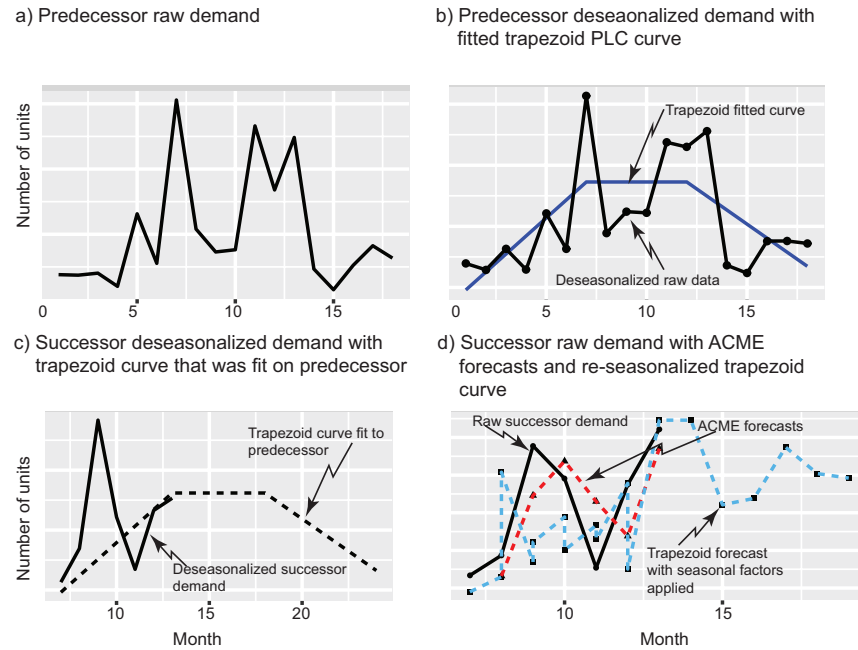 a) Predecessor raw demand
Number of units
0
5
10
15
b) Predecessor deseaonalized demand with
fitted trapezoid PLC curve
Trapezoid fitted curve
Deseasonalized raw data
0
5
10
15
c) Successor deseasonalized demand with
trapezoid curve that was fit on predecessor
Number of units
Trapezoid curve fit to
predecessor
Deseasonalized successor
demand
10
15
20
Month
d) Successor raw demand with ACME
forecasts and re-seasonalized trapezoid
curve
Raw successor demand
ACME forecasts
Trapezoid forecast
with seasonal factors
applied
10
15
Month